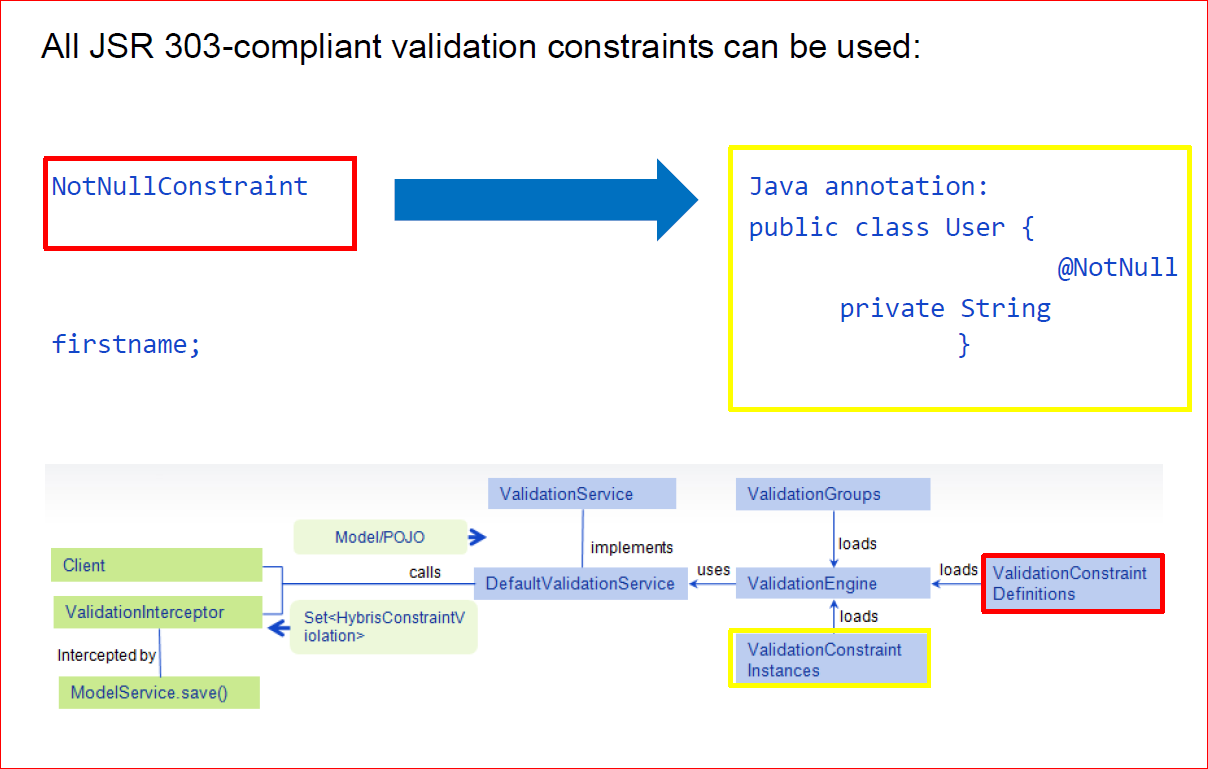 All JSR 303-compliant validation constraints can be used:
NotNullConstraint
Java annotation:
public class User {
@NotNull
private String
}
firstname;
ValidationService
ValidationGroups
Model/POJO
implements
loads
Client
calls
DefaultValidationService
uses
ValidationEngine
loads
ValidationConstraint
Definitions
ValidationInterceptor
Set<HybrisConstraintV
iolation>
loads
Intercepted by
ValidationConstraint
Instances
ModelService.save()